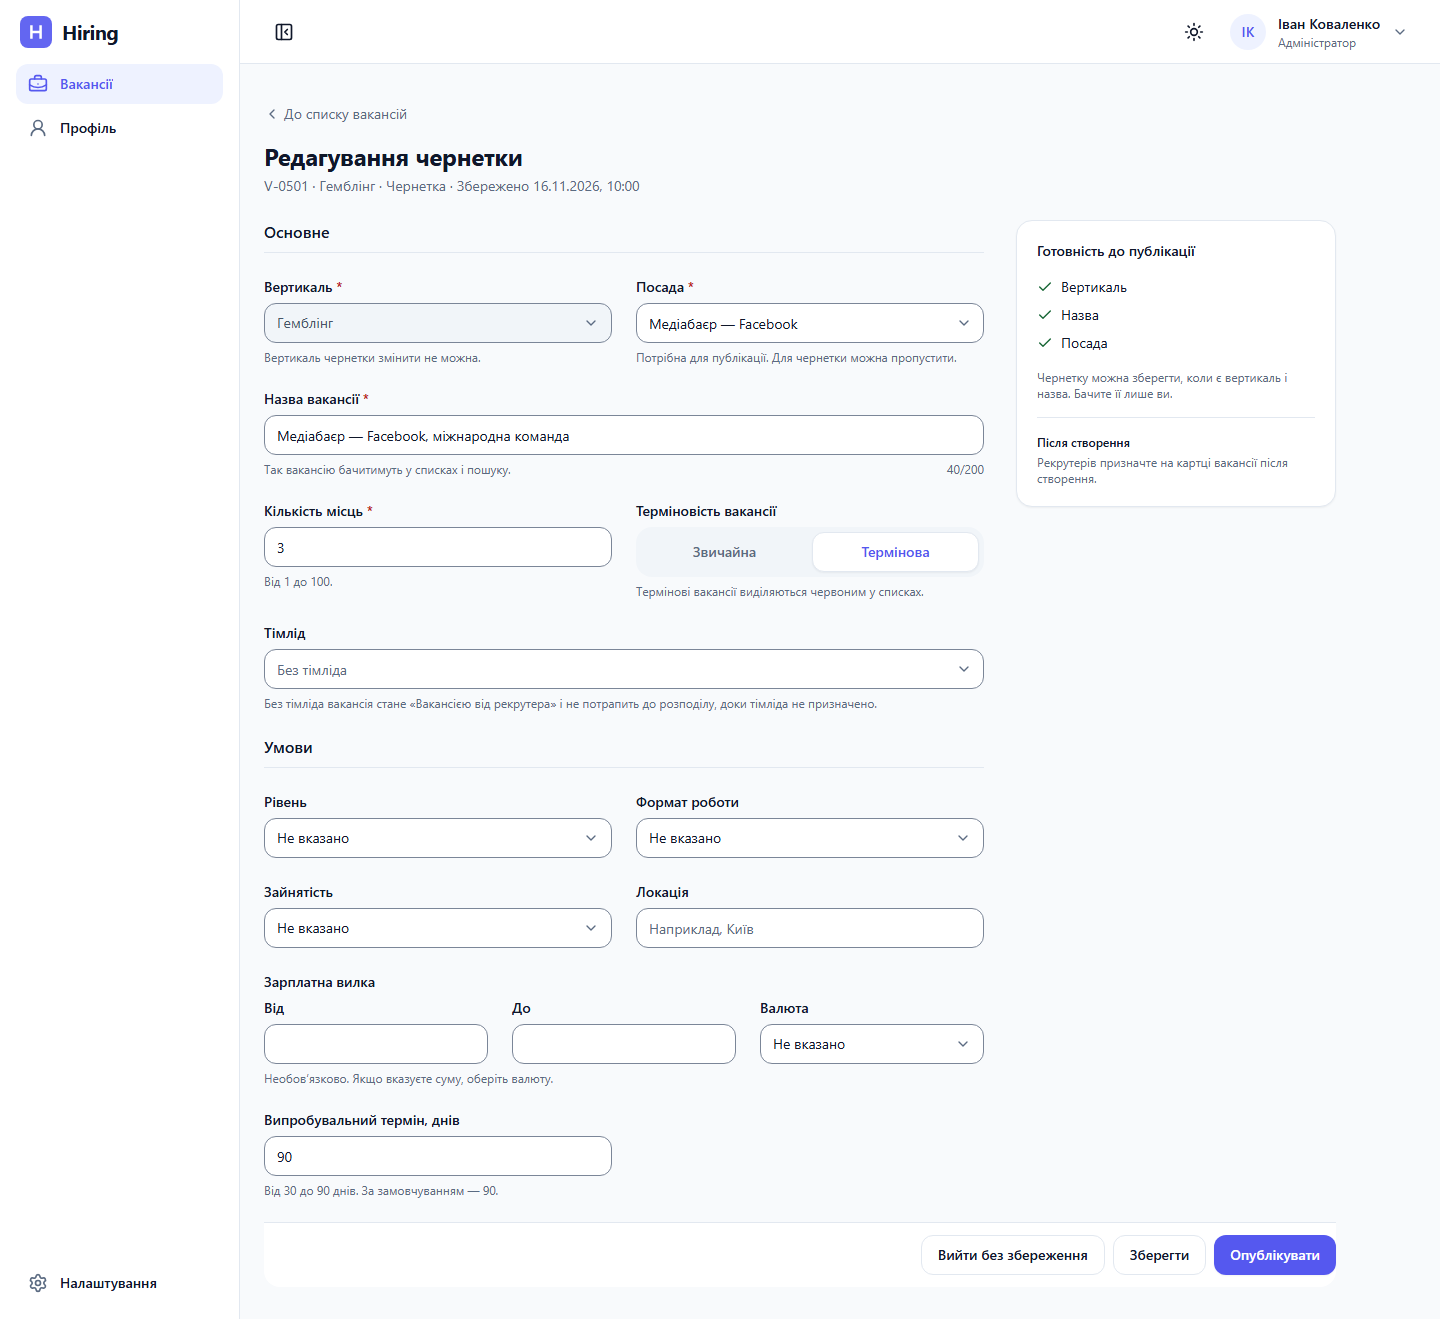 H
Hiring
Вакансії
Профіль
Налаштування
ІК
Іван Коваленко
Адміністратор
До списку вакансій
Редагування чернетки
V-0501 · Гемблінг · Чернетка · Збережено 16.11.2026, 10:00
Основне
Вертикаль *
Гемблінг
Вертикаль чернетки змінити не можна.
Посада *
Медіабаєр — Facebook
Потрібна для публікації. Для чернетки можна пропустити.
Назва вакансії *
Медіабаєр — Facebook, міжнародна команда
Так вакансію бачитимуть у списках і пошуку.
40/200
Кількість місць *
3
Від 1 до 100.
Терміновість вакансії
Звичайна
Термінова
Термінові вакансії виділяються червоним у списках.
Тімлід
Без тімліда
Без тімліда вакансія стане «Вакансією від рекрутера» і не потрапить до розподілу, доки тімліда не призначено.
Умови
Рівень
Не вказано
Формат роботи
Не вказано
Зайнятість
Не вказано
Локація
Наприклад, Київ
Зарплатна вилка
Від
До
Валюта
Не вказано
Необов'язково. Якщо вказуєте суму, оберіть валюту.
Випробувальний термін, днів
90
Від 30 до 90 днів. За замовчуванням — 90.
Готовність до публікації
Вертикаль
Назва
Посада
Чернетку можна зберегти, коли є вертикаль і
назва. Бачите її лише ви.
Після створення
Рекрутерів призначте на картці вакансії після
створення.
Вийти без збереження
Зберегти
Опублікувати